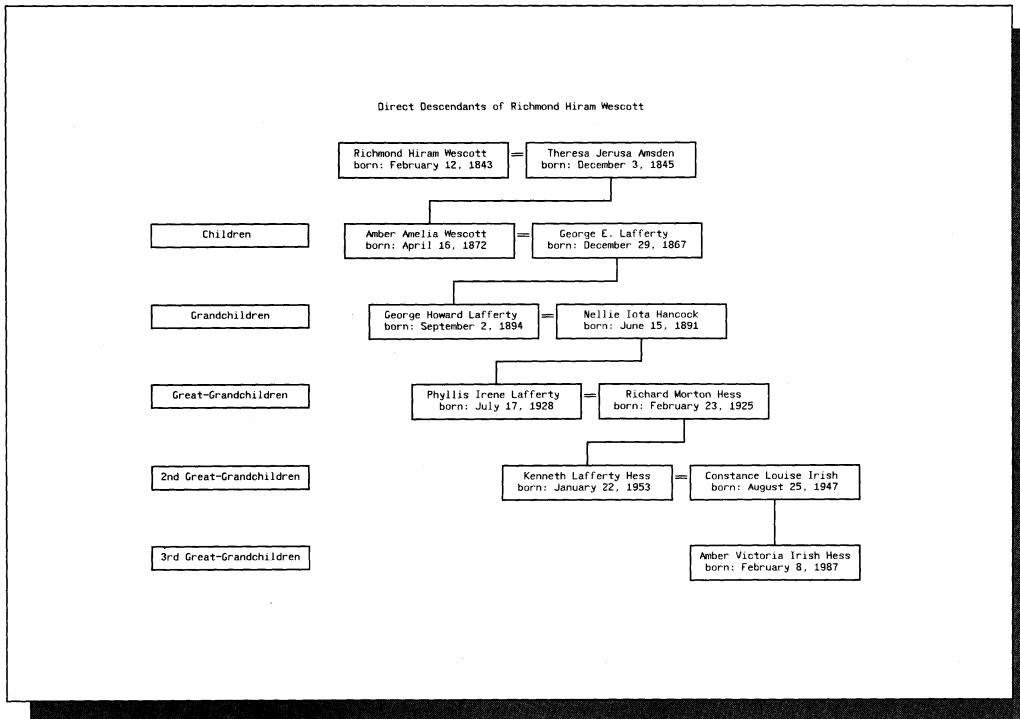 Direct Descendants of Richmond Hiram Wescott
Richmond Hiram Wescott
born: February 12, 1843
Theresa Jerusa Amsden
born: December 3, 1845
Children
Amber Amelia Wescott
born: April 16, 1872
George E. Lafferty
born: December 29, 1867
Grandchildren
George Howard Lafferty
born: September 2, 1894
Nellie Iota Hancock
born: June 15, 1891
Great-Grandchildren
Phyllis Irene Lafferty
born: July 17, 1928
Richard Morton Hess
born: February 23, 1925
2nd Great-Grandchildren
Kenneth Lafferty Hess
born: January 22, 1953
Constance Louise Irish
born: August 25, 1947
3rd Great-Grandchildren
Amber Victoria Irish Hess
born: February 8, 1987